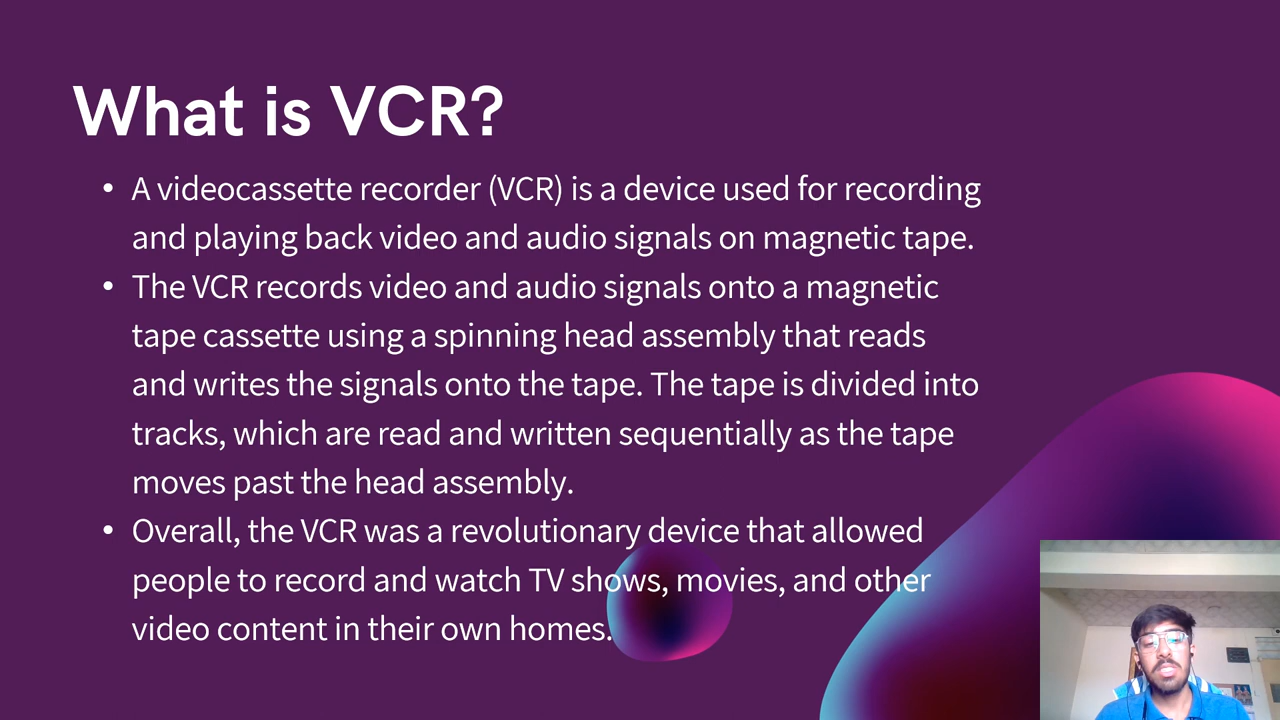 What is VCR?
• A videocassette recorder (VCR) is a device used for recording
and playing back video and audio signals on magnetic tape.
• The VCR records video and audio signals onto a magnetic
tape cassette using a spinning head assembly that reads
and writes the signals onto the tape. The tape is divided into
tracks, which are read and written sequentially as the tape
moves past the head assembly.
• Overall, the VCR was a revolutionary device that allowed
people to record and watch TV shows, movies, and other
video content in their own homes.